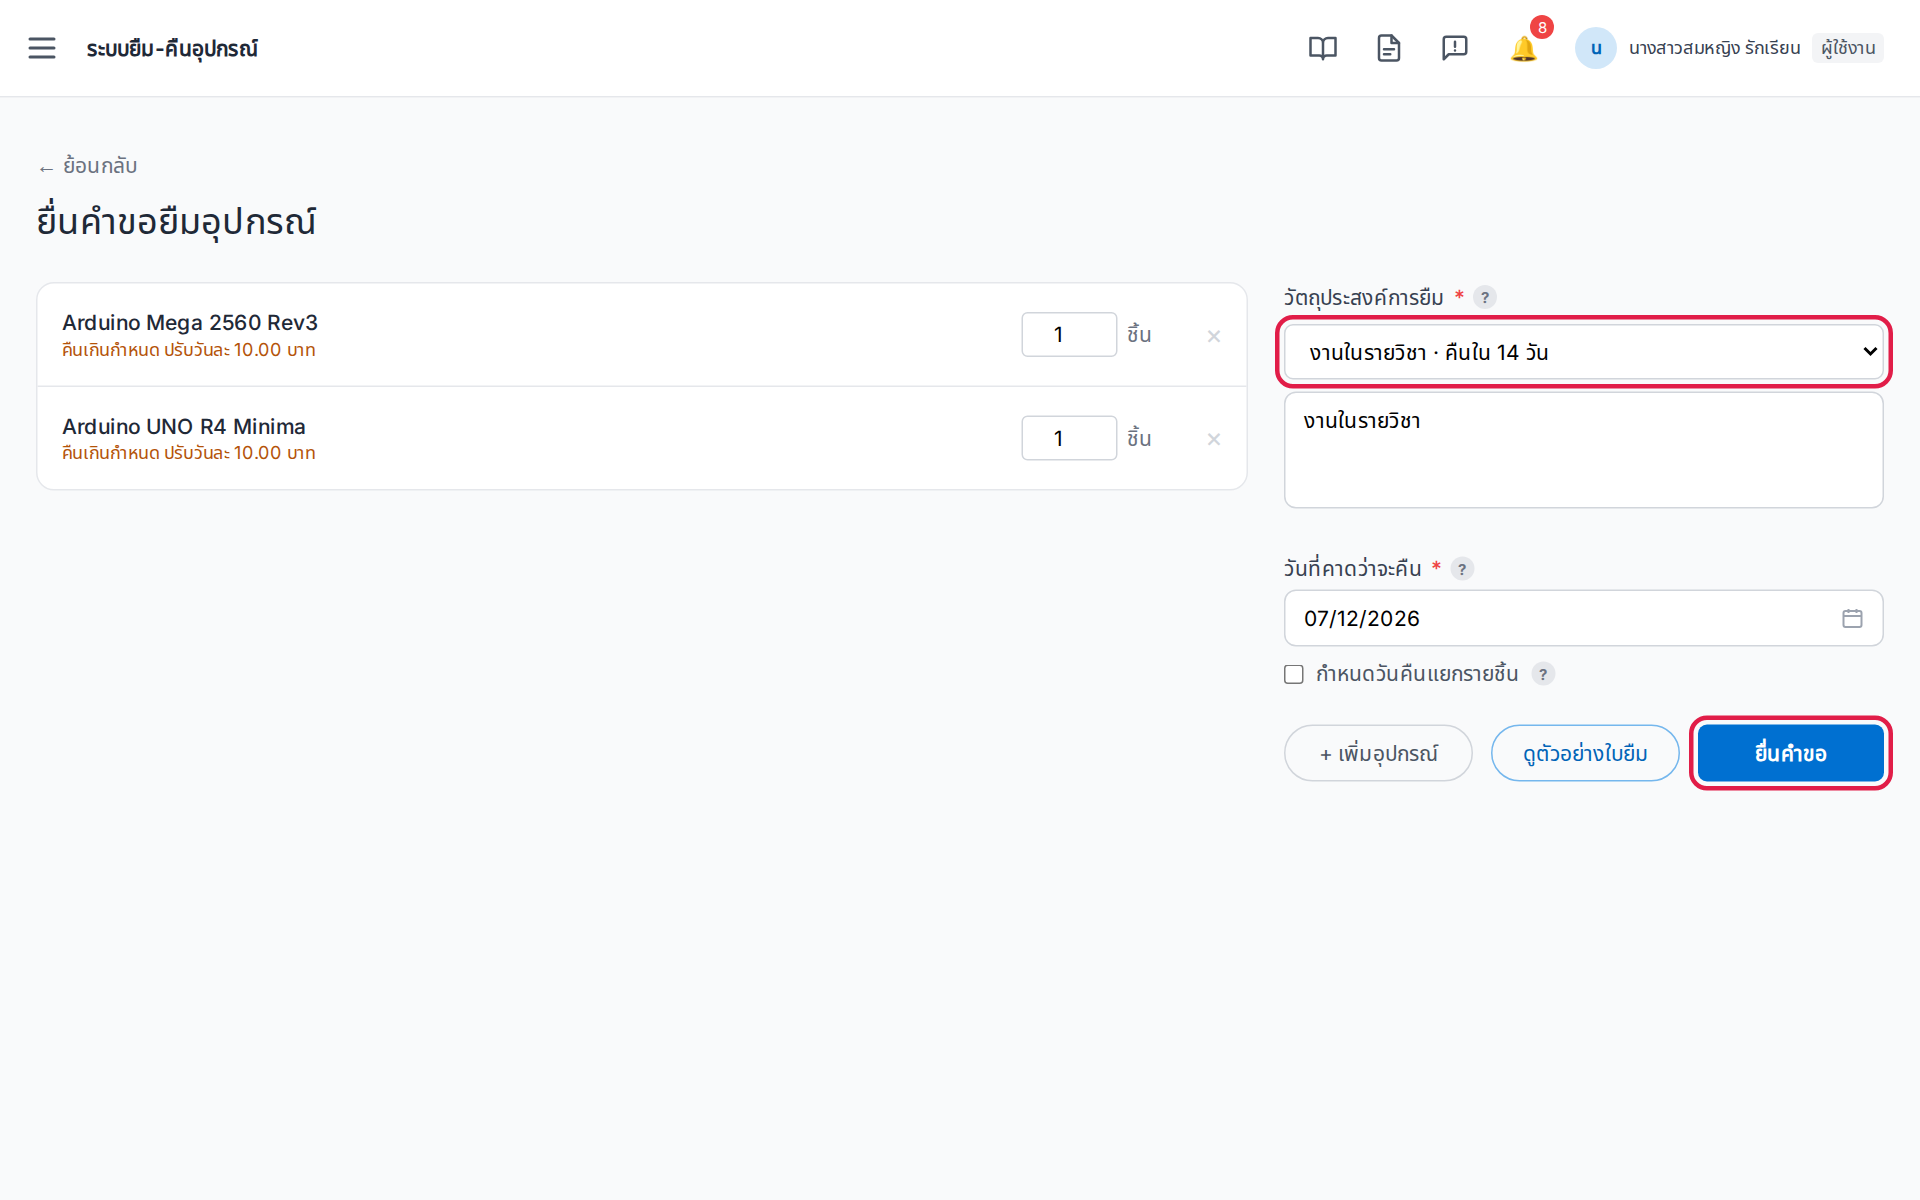 ระบบยืม-คืนอุปกรณ์
8
น
นางสาวสมหญิง รักเรียน
ผู้ใช้งาน
← ย้อนกลับ
ยื่นคำขอยืมอุปกรณ์
Arduino Mega 2560 Rev3
คืนเกินกำหนด ปรับวันละ 10.00 บาท
1 ชิ้น ×
Arduino UNO R4 Minima
คืนเกินกำหนด ปรับวันละ 10.00 บาท
1 ชิ้น ×
วัตถุประสงค์การยืม * ?
งานในรายวิชา · คืนใน 14 วัน
งานในรายวิชา
วันที่คาดว่าจะคืน * ?
07/12/2026
กำหนดวันคืนแยกรายชิ้น ?
+ เพิ่มอุปกรณ์
ดูตัวอย่างใบยืม
ยื่นคำขอ